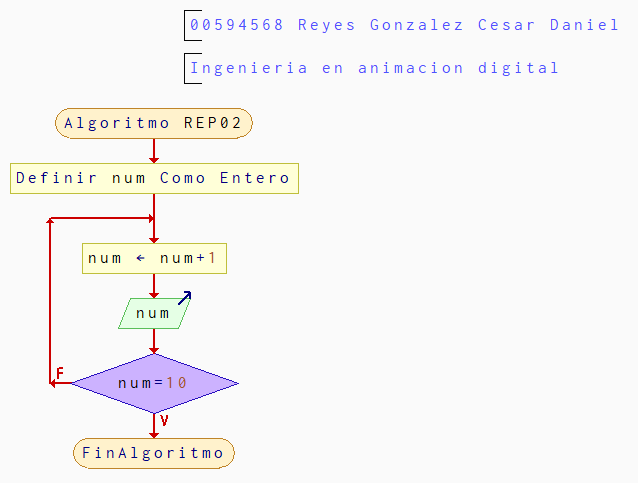 00594568 Reyes Gonzalez Cesar Daniel
Ingenieria en animacion digital
Algoritmo REP02
Definir num Como Entero
num ← num+1
num
num=10
F
V
FinAlgoritmo